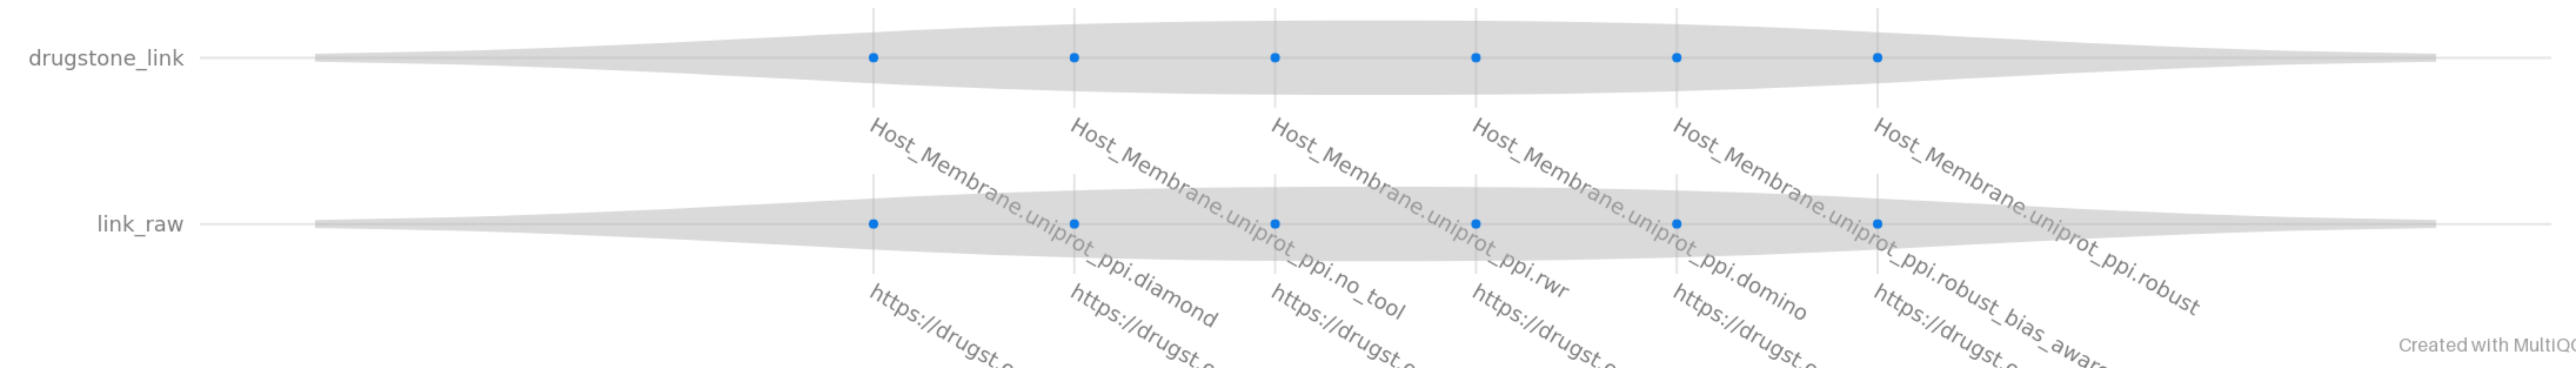 drugstone_link
Host_Membrane.uniprot_ppi.diamond
Host_Membrane.uniprot_ppi.no_tool
Host_Membrane.uniprot_ppi.rwr
Host_Membrane.uniprot_ppi.domino
Host_Membrane.uniprot_ppi.robust_bias_aware
Host_Membrane.uniprot_ppi.robust
link_raw
https://drugst.o
https://drugst.o
https://drugst.o
https://drugst.o
https://drugst.o
https://drugst.o
Created with MultiQC